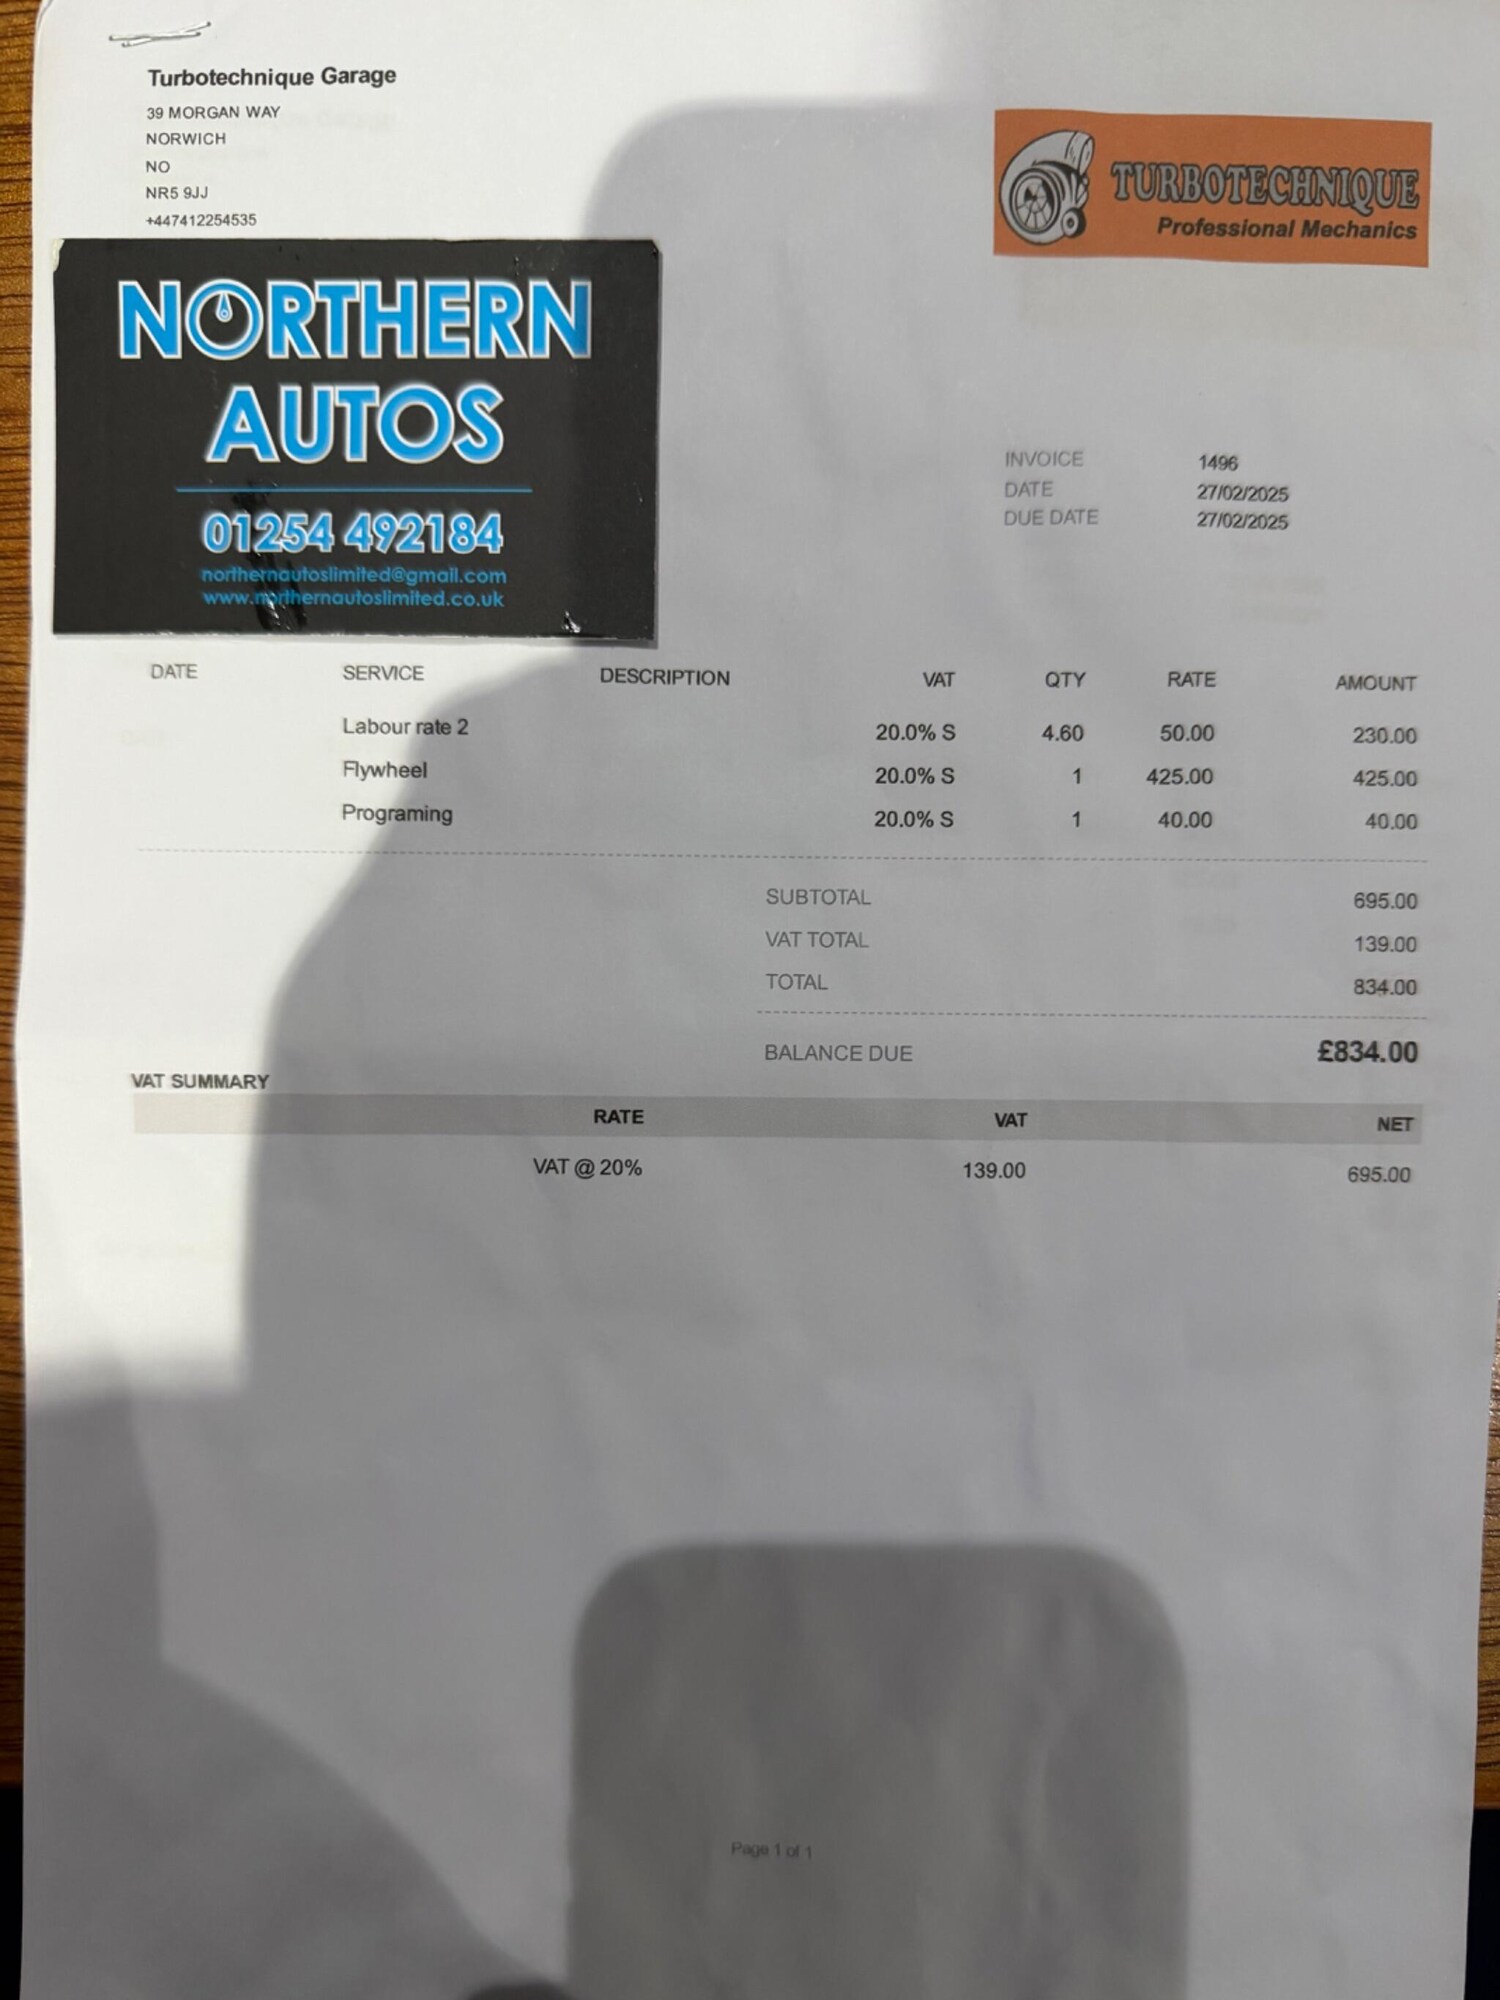 Turbotechnique Garage
39 MORGAN WAY
NORWICH
NO
NR5 9JJ
+447412254535
TURBOTECHNIQUE
Professional Mechanics
NORTHERN
AUTOS
01254 492184
northernautoslimited@gmail.com
www.northernautoslimited.co.uk
INVOICE 1496
DATE 27/02/2025
DUE DATE 27/02/2025
DATE SERVICE DESCRIPTION VAT QTY RATE AMOUNT
Labour rate 2 20.0% S 4.60 50.00 230.00
Flywheel 20.0% S 1 425.00 425.00
Programing 20.0% S 1 40.00 40.00
SUBTOTAL 695.00
VAT TOTAL 139.00
TOTAL 834.00
BALANCE DUE £834.00
VAT SUMMARY
RATE VAT NET
VAT @ 20% 139.00 695.00
Page 1 of 1